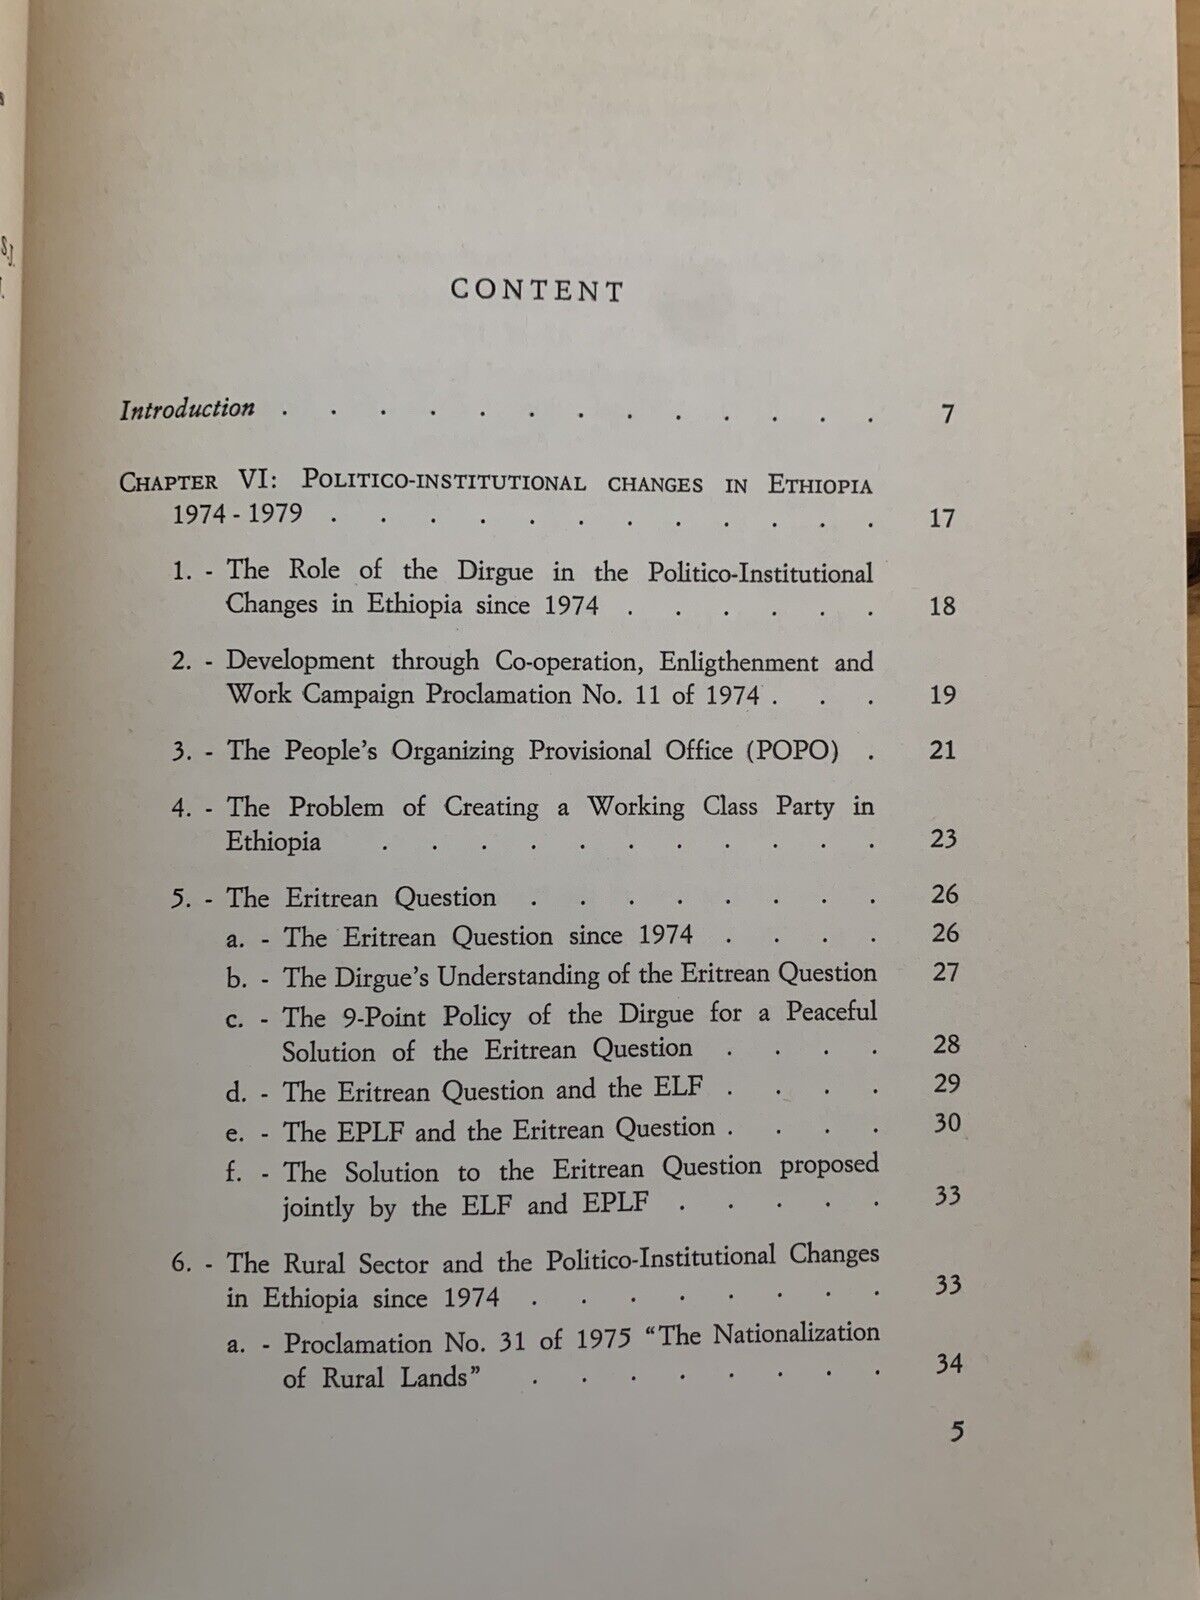 S.J.
CONTENT
Introduction . . . . . . . . . . . . . 7
CHAPTER VI: POLITICO-INSTITUTIONAL CHANGES IN ETHIOPIA
1974 - 1979 . . . . . . . . . . . . 17
1. - The Role of the Dirgue in the Politico-Institutional
Changes in Ethiopia since 1974 . . . . . . 18
2. - Development through Co-operation, Enligthenment and
Work Campaign Proclamation No. 11 of 1974 . . . 19
3. - The People's Organizing Provisional Office (POPO) . 21
4. - The Problem of Creating a Working Class Party in
Ethiopia . . . . . . . . . . . 23
5. - The Eritrean Question . . . . . . . . 26
a. - The Eritrean Question since 1974 . . . . 26
b. - The Dirgue's Understanding of the Eritrean Question 27
c. - The 9-Point Policy of the Dirgue for a Peaceful
Solution of the Eritrean Question . . . . 28
d. - The Eritrean Question and the ELF . . . . 29
e. - The EPLF and the Eritrean Question . . . . 30
f. - The Solution to the Eritrean Question proposed
jointly by the ELF and EPLF . . . . . 33
6. - The Rural Sector and the Politico-Institutional Changes
in Ethiopia since 1974 . . . . . . . . 33
a. - Proclamation No. 31 of 1975 "The Nationalization
of Rural Lands" . . . . . . . . 34
5